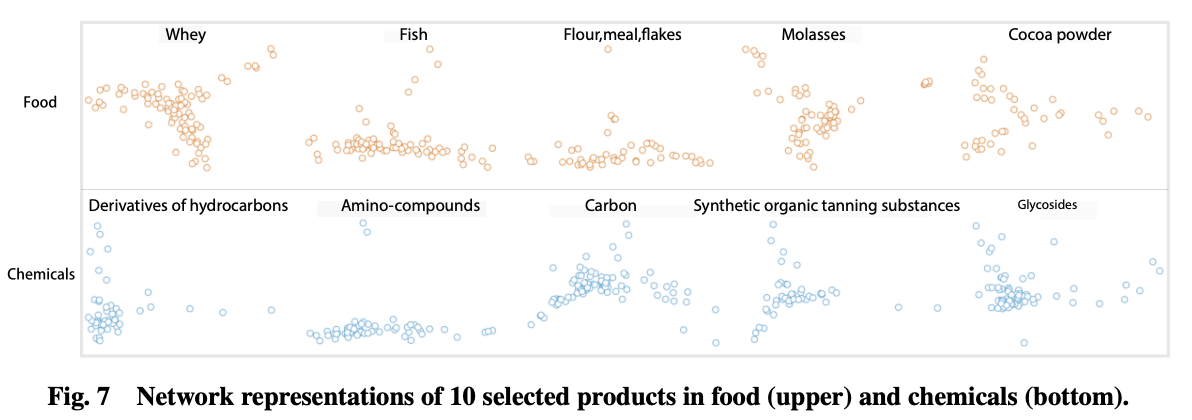 Whey Fish Flour,meal,flakes Molasses Cocoa powder
Food
Derivatives of hydrocarbons Amino-compounds Carbon Synthetic organic tanning substances Glycosides
Chemicals
Fig. 7 Network representations of 10 selected products in food (upper) and chemicals (bottom).